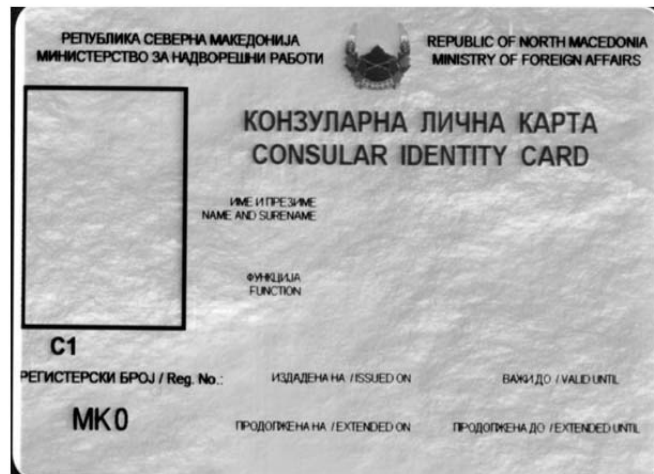 РЕПУБЛИКА СЕВЕРНА МАКЕДОНИЈА
МИНИСТЕРСТВО ЗА НАДВОРЕШНИ РАБОТИ
REPUBLIC OF NORTH MACEDONIA
MINISTRY OF FOREIGN AFFAIRS
КОНЗУЛАРНА ЛИЧНА КАРТА
CONSULAR IDENTITY CARD
ИМЕ И ПРЕЗИМЕ
NAME AND SURENAME
ФУНКЦИЈА
FUNCTION
C1
РЕГИСТЕРСКИ БРОЈ / Reg. No.:
ИЗДАДЕНА НА / ISSUED ON
ВАЖИ ДО / VALID UNTIL
MK0
ПРОДОЛЖЕНА НА / EXTENDED ON
ПРОДОЛЖЕНА ДО / EXTENDED UNTIL